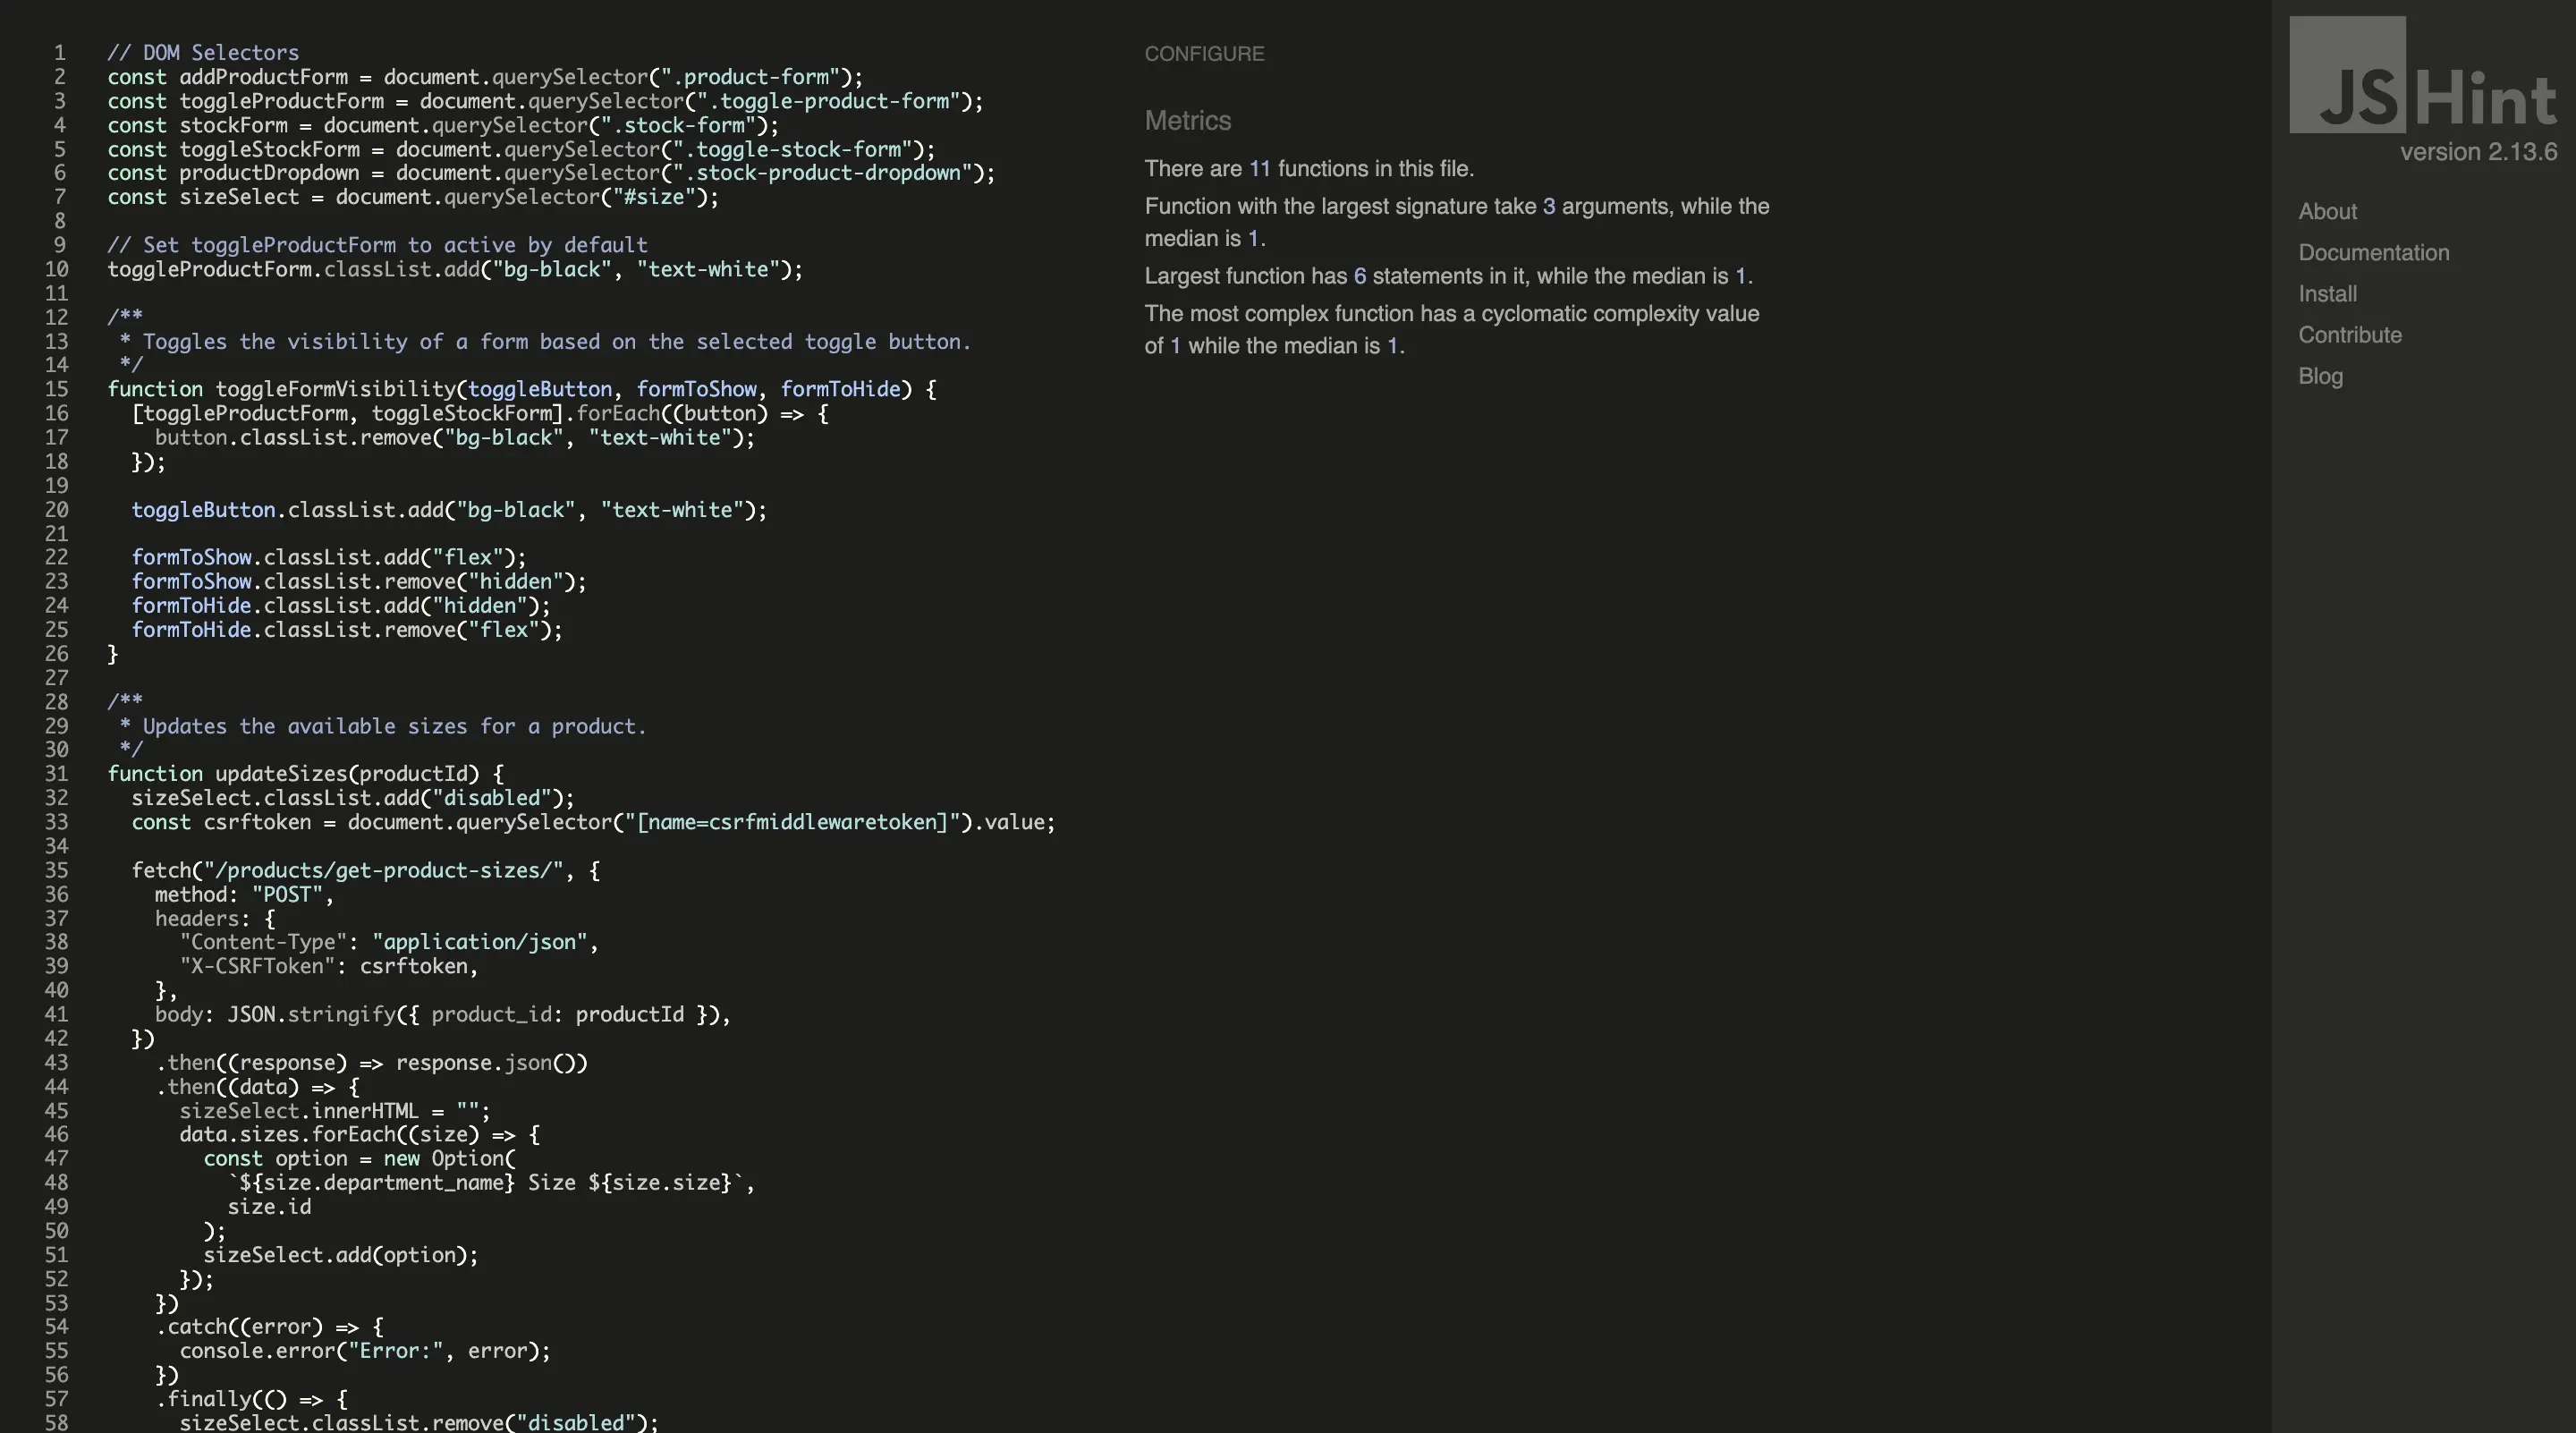 1 // DOM Selectors
2 const addProductForm = document.querySelector(".product-form");
3 const toggleProductForm = document.querySelector(".toggle-product-form");
4 const stockForm = document.querySelector(".stock-form");
5 const toggleStockForm = document.querySelector(".toggle-stock-form");
6 const productDropdown = document.querySelector(".stock-product-dropdown");
7 const sizeSelect = document.querySelector("#size");
8
9 // Set toggleProductForm to active by default
10 toggleProductForm.classList.add("bg-black", "text-white");
11
12 /**
13 * Toggles the visibility of a form based on the selected toggle button.
14 */
15 function toggleFormVisibility(toggleButton, formToShow, formToHide) {
16 [toggleProductForm, toggleStockForm].forEach((button) => {
17 button.classList.remove("bg-black", "text-white");
18 });
19
20 toggleButton.classList.add("bg-black", "text-white");
21
22 formToShow.classList.add("flex");
23 formToShow.classList.remove("hidden");
24 formToHide.classList.add("hidden");
25 formToHide.classList.remove("flex");
26 }
27
28 /**
29 * Updates the available sizes for a product.
30 */
31 function updateSizes(productId) {
32 sizeSelect.classList.add("disabled");
33 const csrftoken = document.querySelector("[name=csrfmiddlewaretoken]").value;
34
35 fetch("/products/get-product-sizes/", {
36 method: "POST",
37 headers: {
38 "Content-Type": "application/json",
39 "X-CSRFToken": csrftoken,
40 },
41 body: JSON.stringify({ product_id: productId }),
42 })
43 .then((response) => response.json())
44 .then((data) => {
45 sizeSelect.innerHTML = "";
46 data.sizes.forEach((size) => {
47 const option = new Option(
48 `${size.department_name} Size ${size.size}`,
49 size.id
50 );
51 sizeSelect.add(option);
52 });
53 })
54 .catch((error) => {
55 console.error("Error:", error);
56 })
57 .finally(() => {
58 sizeSelect.classList.remove("disabled");
CONFIGURE
Metrics
There are 11 functions in this file.
Function with the largest signature take 3 arguments, while the
median is 1.
Largest function has 6 statements in it, while the median is 1.
The most complex function has a cyclomatic complexity value
of 1 while the median is 1.
JSHint
version 2.13.6
About
Documentation
Install
Contribute
Blog